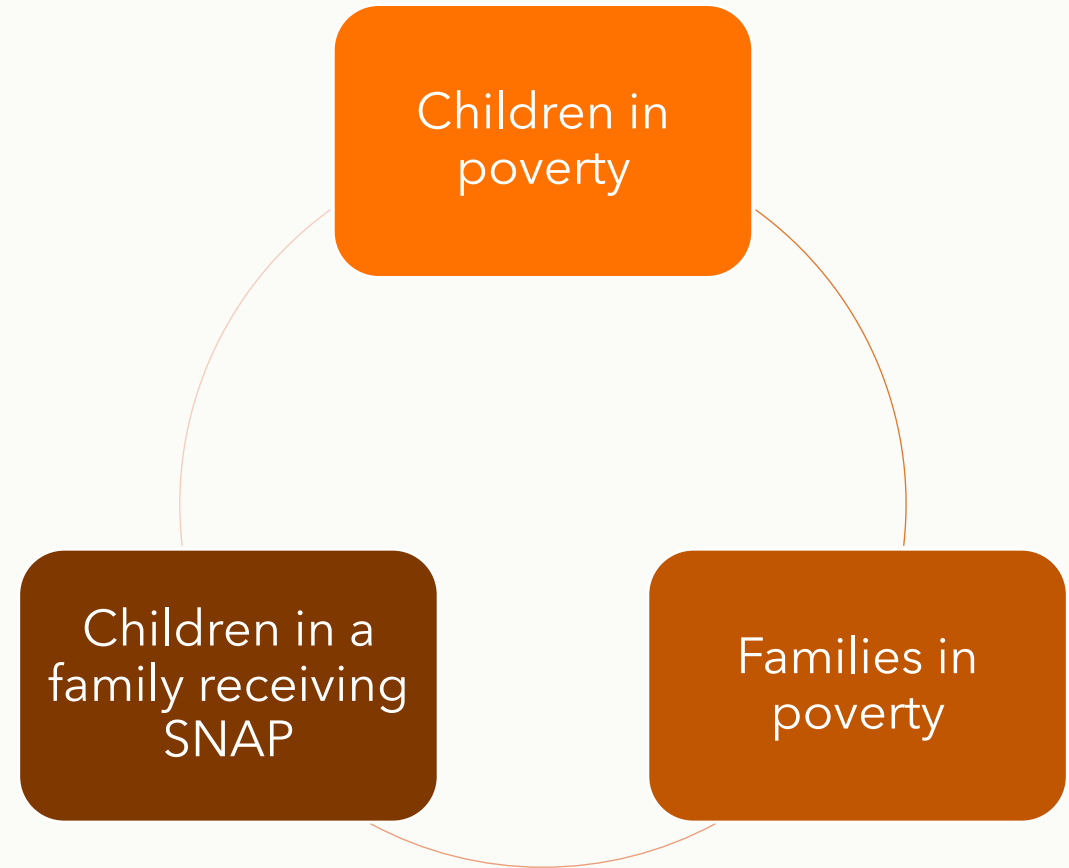 Children in
poverty
Families in
poverty
Children in a
family receiving
SNAP